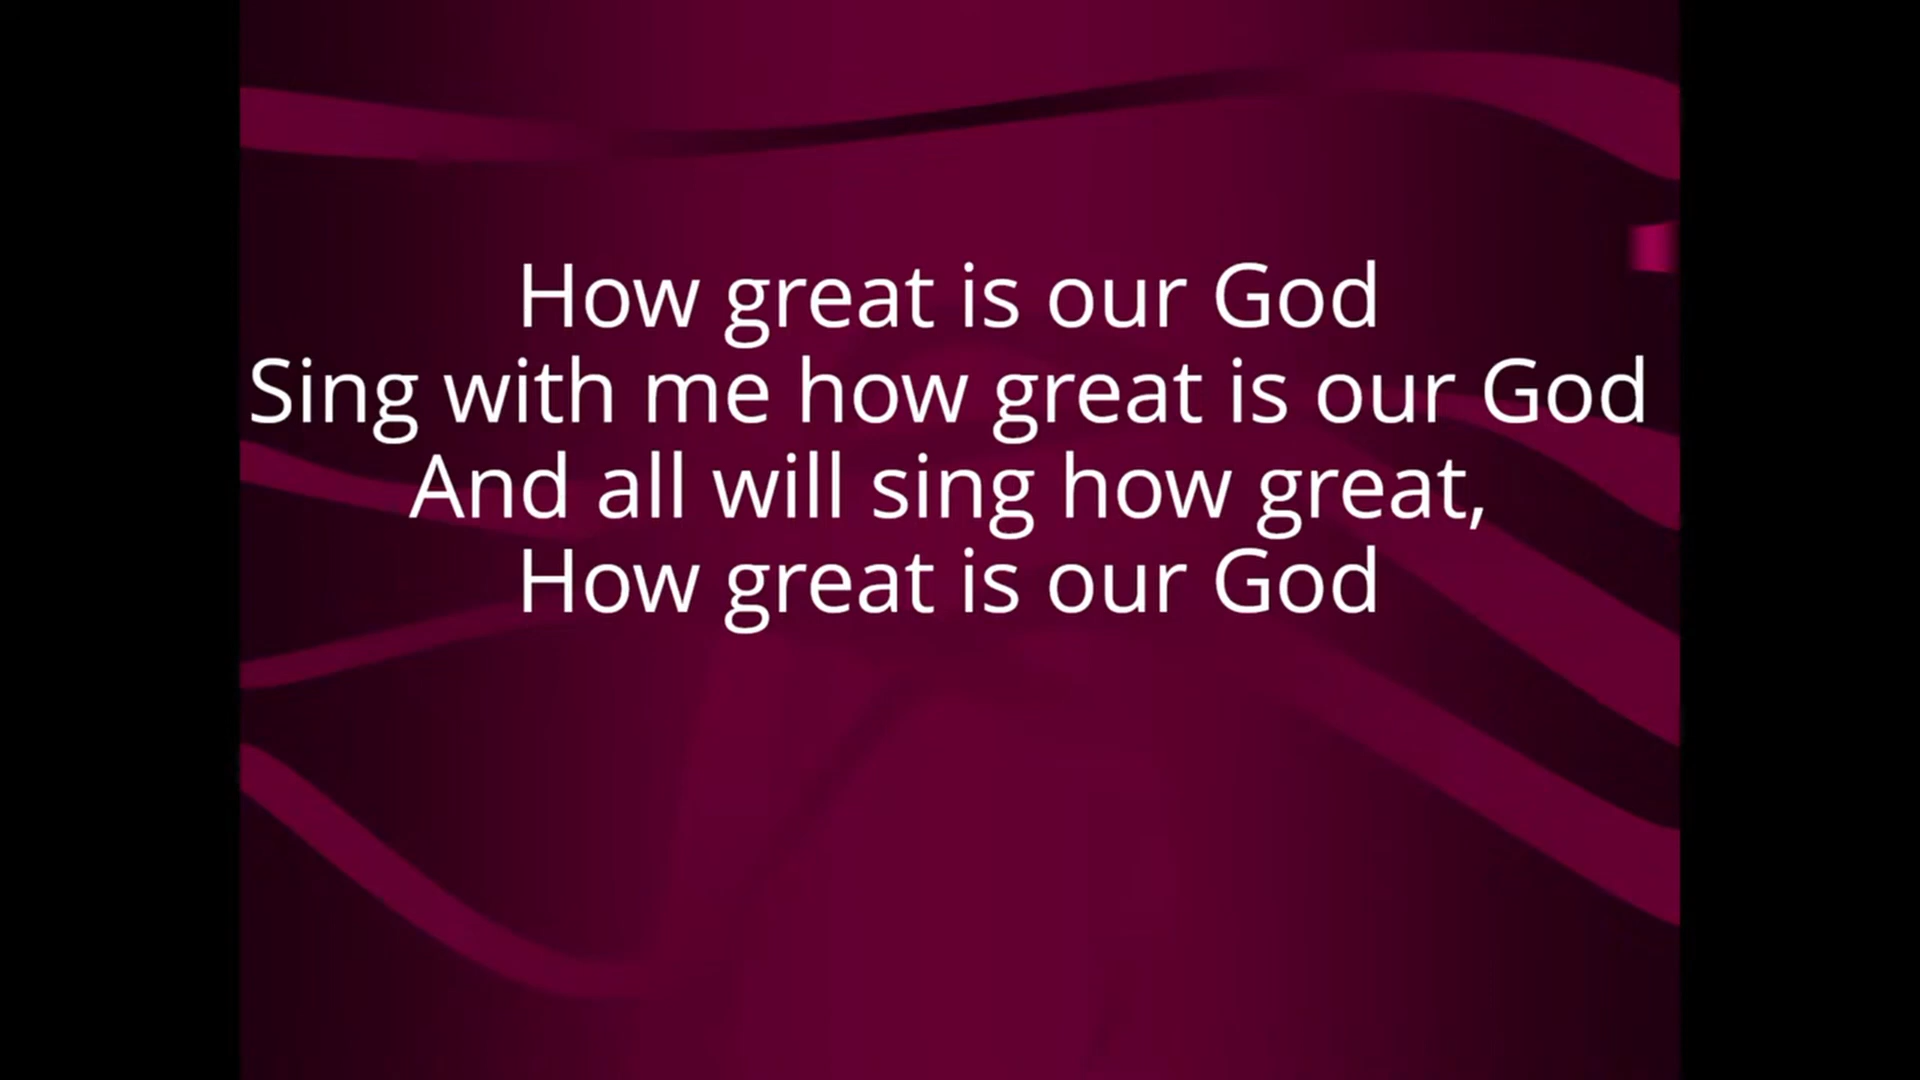 How great is our God
Sing with me how great is our God
And all will sing how great,
How great is our God